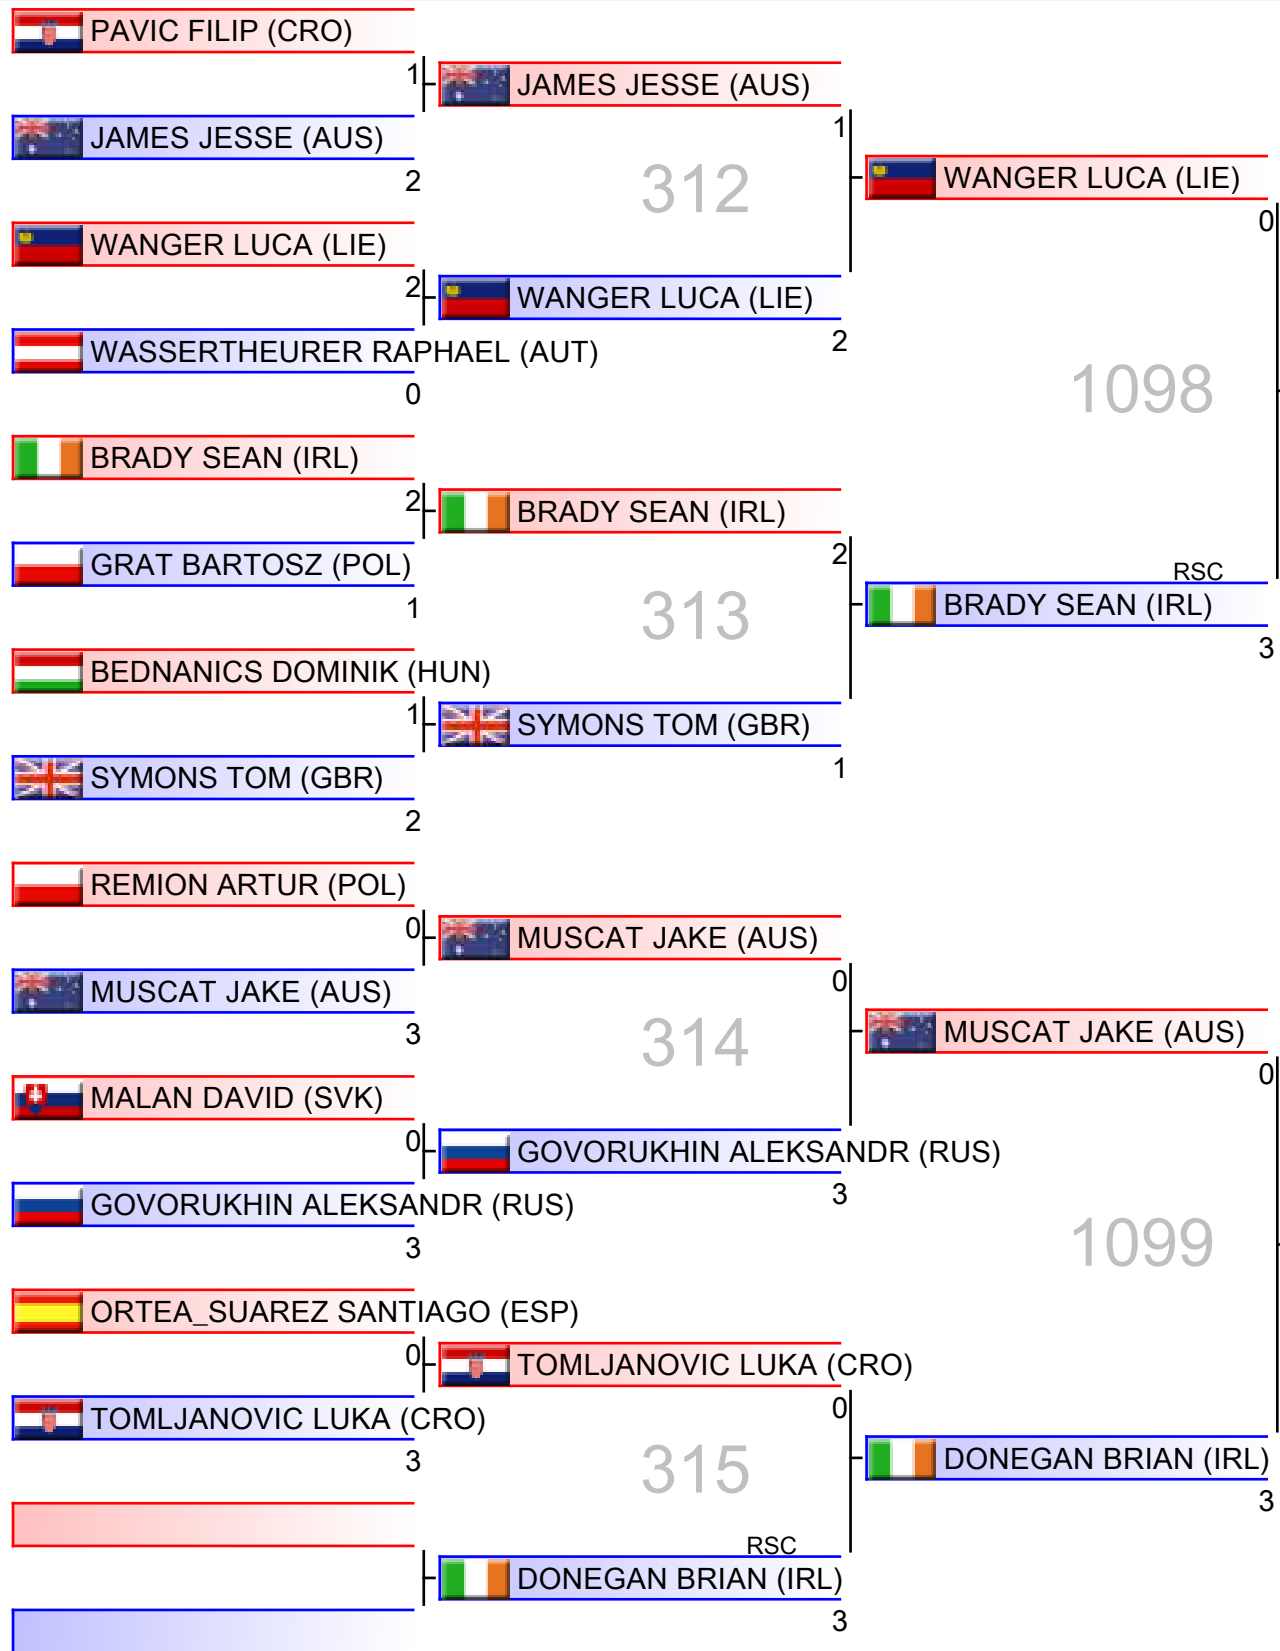 PAVIC FILIP (CRO)
1
JAMES JESSE (AUS)
JAMES JESSE (AUS)
1
2
312
WANGER LUCA (LIE)
0
WANGER LUCA (LIE)
2
WANGER LUCA (LIE)
2
WASSERTHEURER RAPHAEL (AUT)
0
1098
BRADY SEAN (IRL)
2
BRADY SEAN (IRL)
2
GRAT BARTOSZ (POL)
1
313
RSC
BRADY SEAN (IRL)
3
BEDNANICS DOMINIK (HUN)
1
SYMONS TOM (GBR)
1
SYMONS TOM (GBR)
2
REMION ARTUR (POL)
0
MUSCAT JAKE (AUS)
0
MUSCAT JAKE (AUS)
3
314
MUSCAT JAKE (AUS)
0
MALAN DAVID (SVK)
0
GOVORUKHIN ALEKSANDR (RUS)
3
GOVORUKHIN ALEKSANDR (RUS)
3
1099
ORTEA_SUAREZ SANTIAGO (ESP)
0
TOMLJANOVIC LUKA (CRO)
0
TOMLJANOVIC LUKA (CRO)
3
315
DONEGAN BRIAN (IRL)
3
RSC
DONEGAN BRIAN (IRL)
3